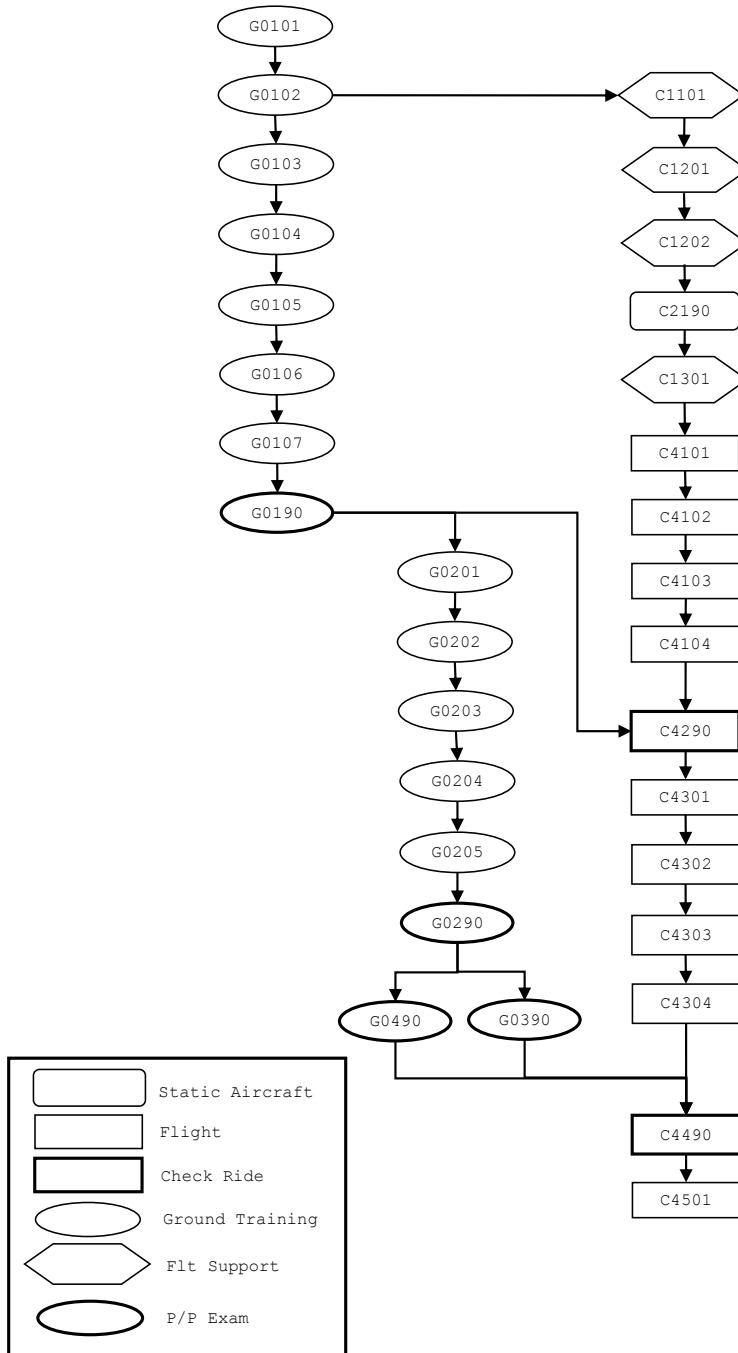 G0101
G0102
C1101
G0103
C1201
G0104
C1202
G0105
C2190
G0106
C1301
G0107
C4101
G0190
C4102
G0201
C4103
G0202
C4104
G0203
C4290
G0204
C4301
G0205
C4302
G0290
C4303
G0490
G0390
C4304
Static Aircraft
Flight
C4490
Check Ride
C4501
Ground Training
Flt Support
P/P Exam